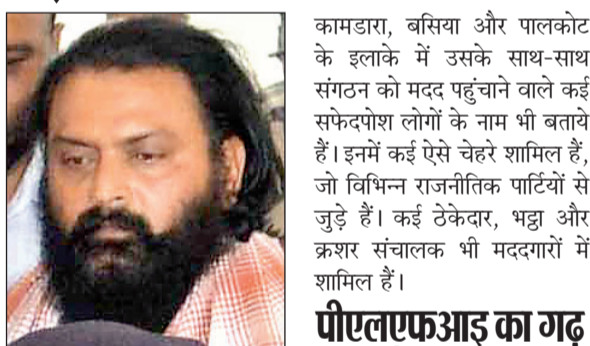 कामडारा, बसिया और पालकोट
के इलाके में उसके साथ-साथ
संगठन को मदद पहुंचाने वाले कई
सफेदपोश लोगों के नाम भी बताये
हैं। इनमें कई ऐसे चेहरे शामिल हैं,
जो विभिन्न राजनीतिक पार्टियों से
जुड़े हैं। कई ठेकेदार, भट्ठा और
क्रशर संचालक भी मददगारों में
शामिल हैं।
पीएलएफआइ का गढ़